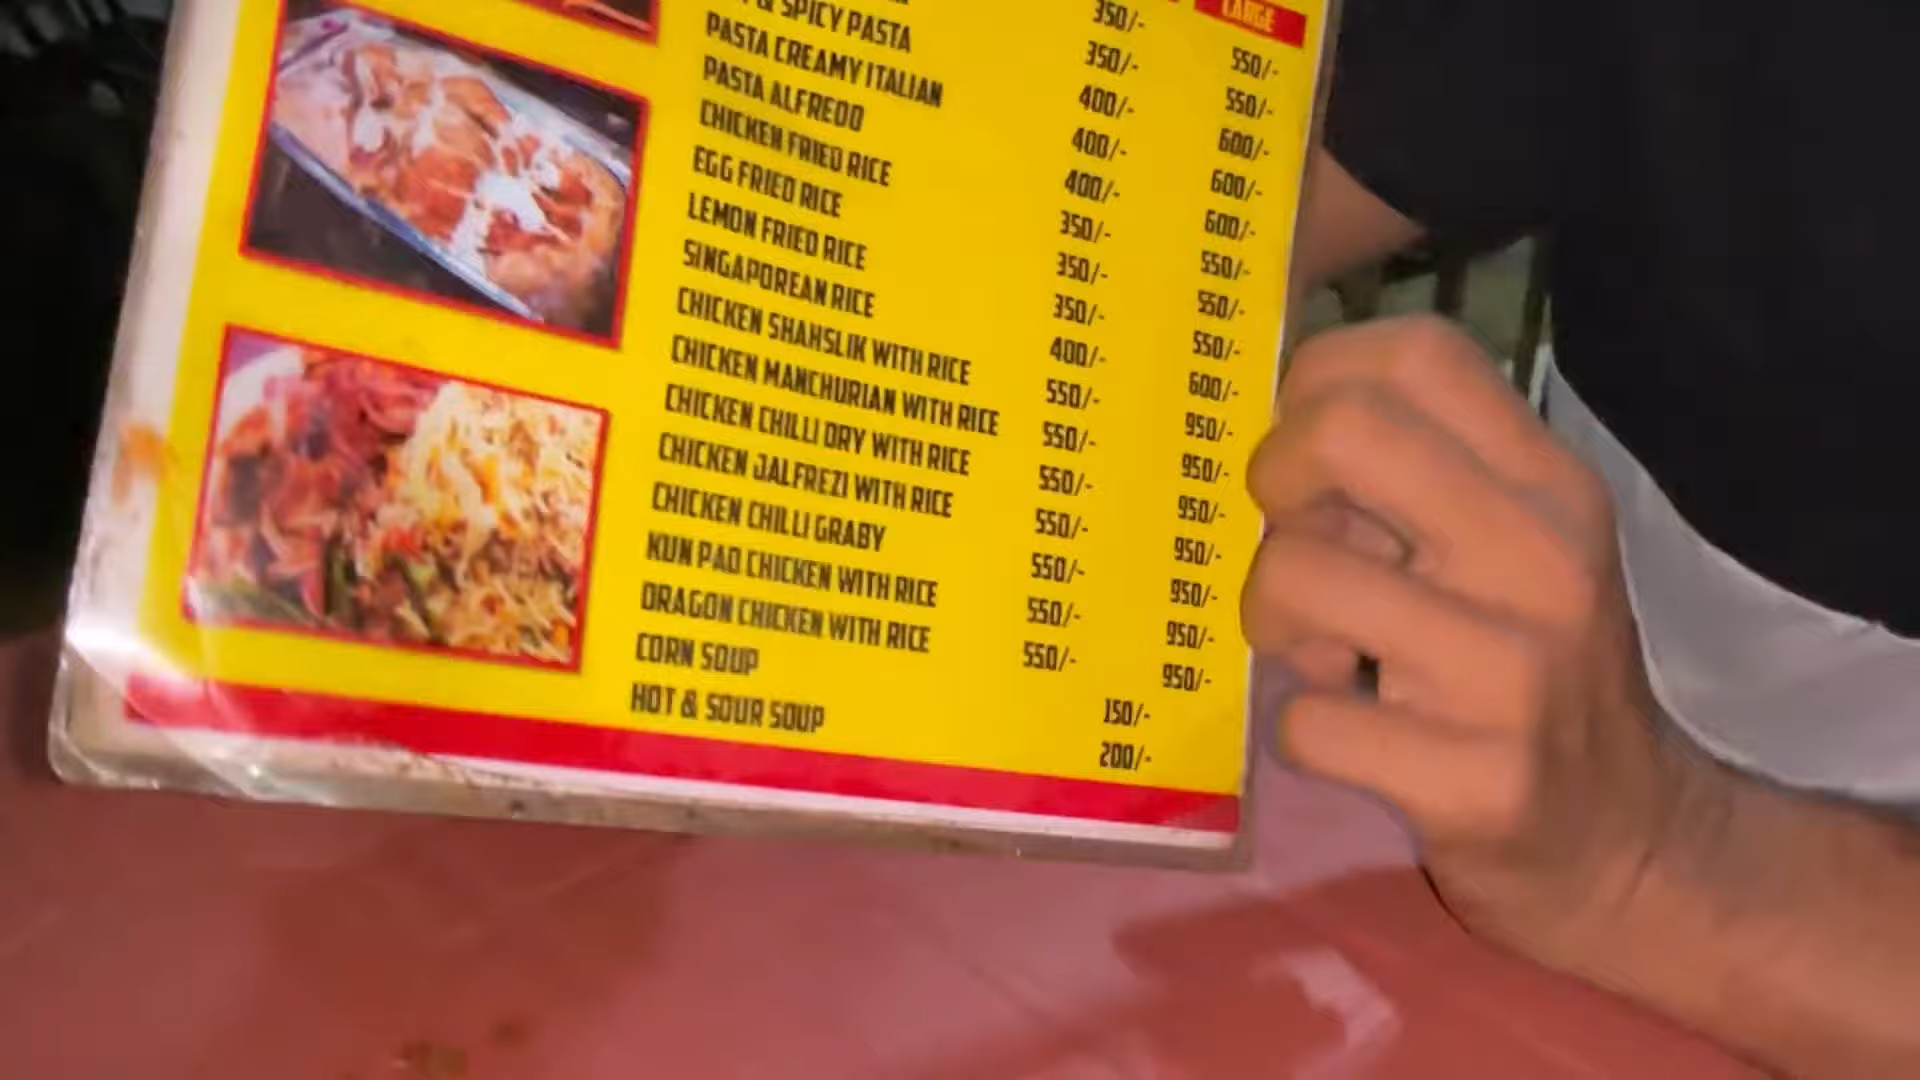 LARGE
350/- 550/-
350/- 550/-
& SPICY PASTA 400/- 600/-
PASTA CREAMY ITALIAN 400/- 600/-
PASTA ALFREDO 400/- 600/-
CHICKEN FRIED RICE 350/- 550/-
EGG FRIED RICE 350/- 550/-
LEMON FRIED RICE 350/- 550/-
SINGAPOREAN RICE 400/- 600/-
CHICKEN SHAHSLIK WITH RICE 550/- 950/-
CHICKEN MANCHURIAN WITH RICE 550/- 950/-
CHICKEN CHILLI DRY WITH RICE 550/- 950/-
CHICKEN JALFREZI WITH RICE 550/- 950/-
CHICKEN CHILLI GRABY 550/- 950/-
KUN PAO CHICKEN WITH RICE 550/- 950/-
DRAGON CHICKEN WITH RICE 550/- 950/-
CORN SOUP 150/-
HOT & SOUR SOUP 200/-